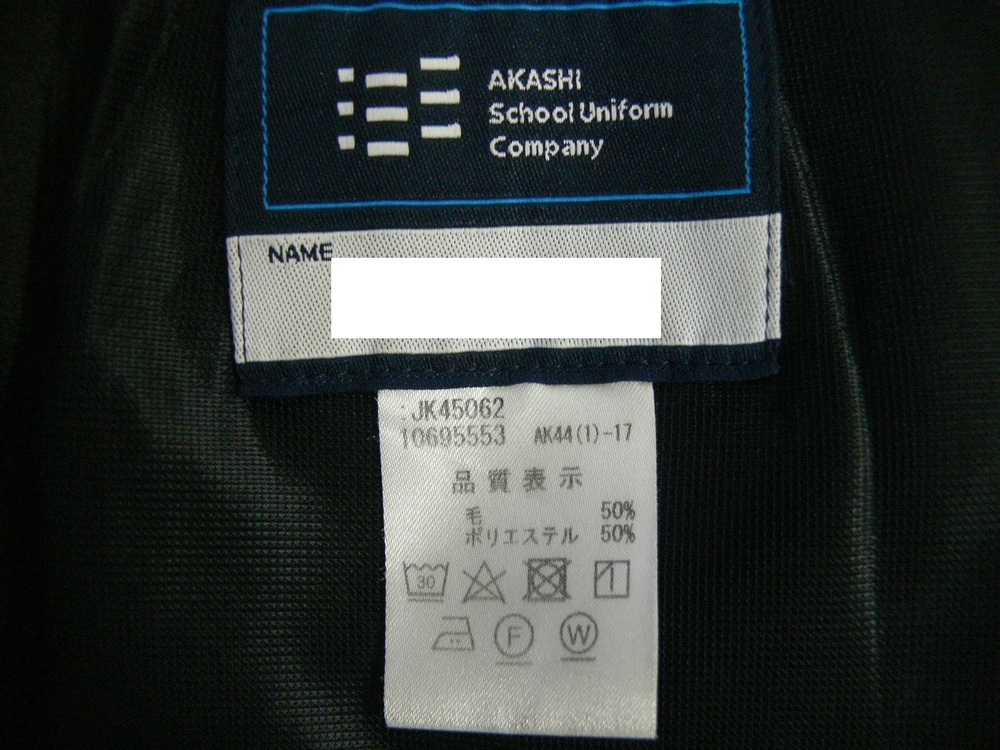 AKASHI
School Uniform
Company
NAME
:JK45062
10695553 AK44(1)-17
品質表示
毛 50%
ポリエステル 50%
30
F W